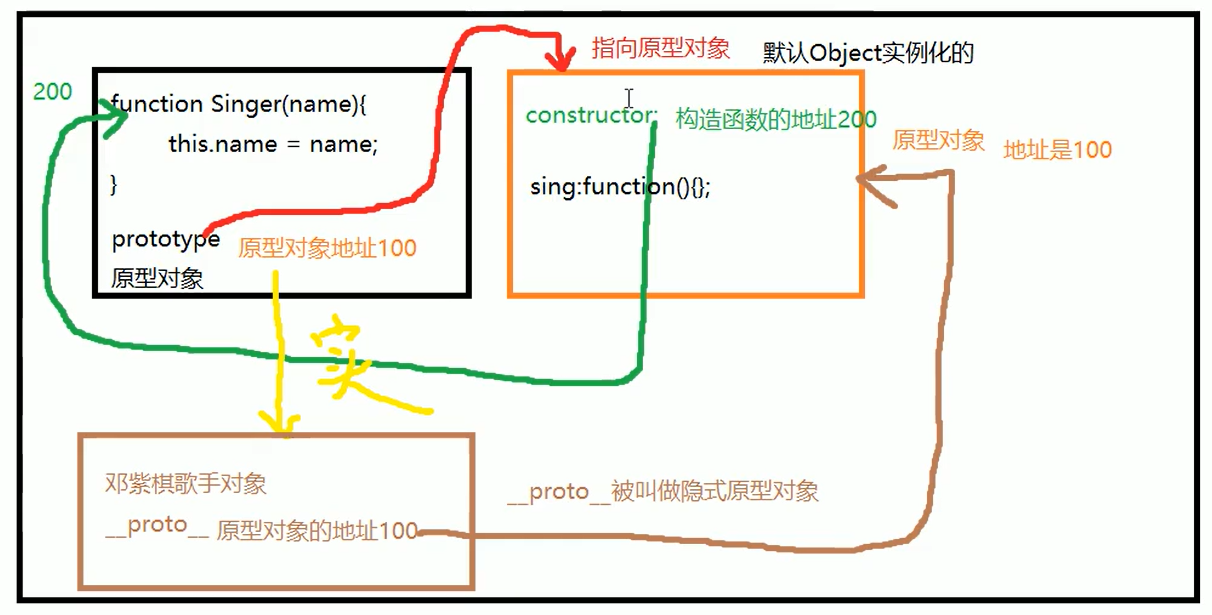 指向原型对象
默认Object实例化的
200
function Singer(name){
this.name = name;
}
prototype 原型对象地址100
原型对象
constructor: 构造函数的地址200
sing:function(){};
原型对象 地址是100
实
邓紫棋歌手对象
__proto__ 原型对象的地址100
__proto__被叫做隐式原型对象